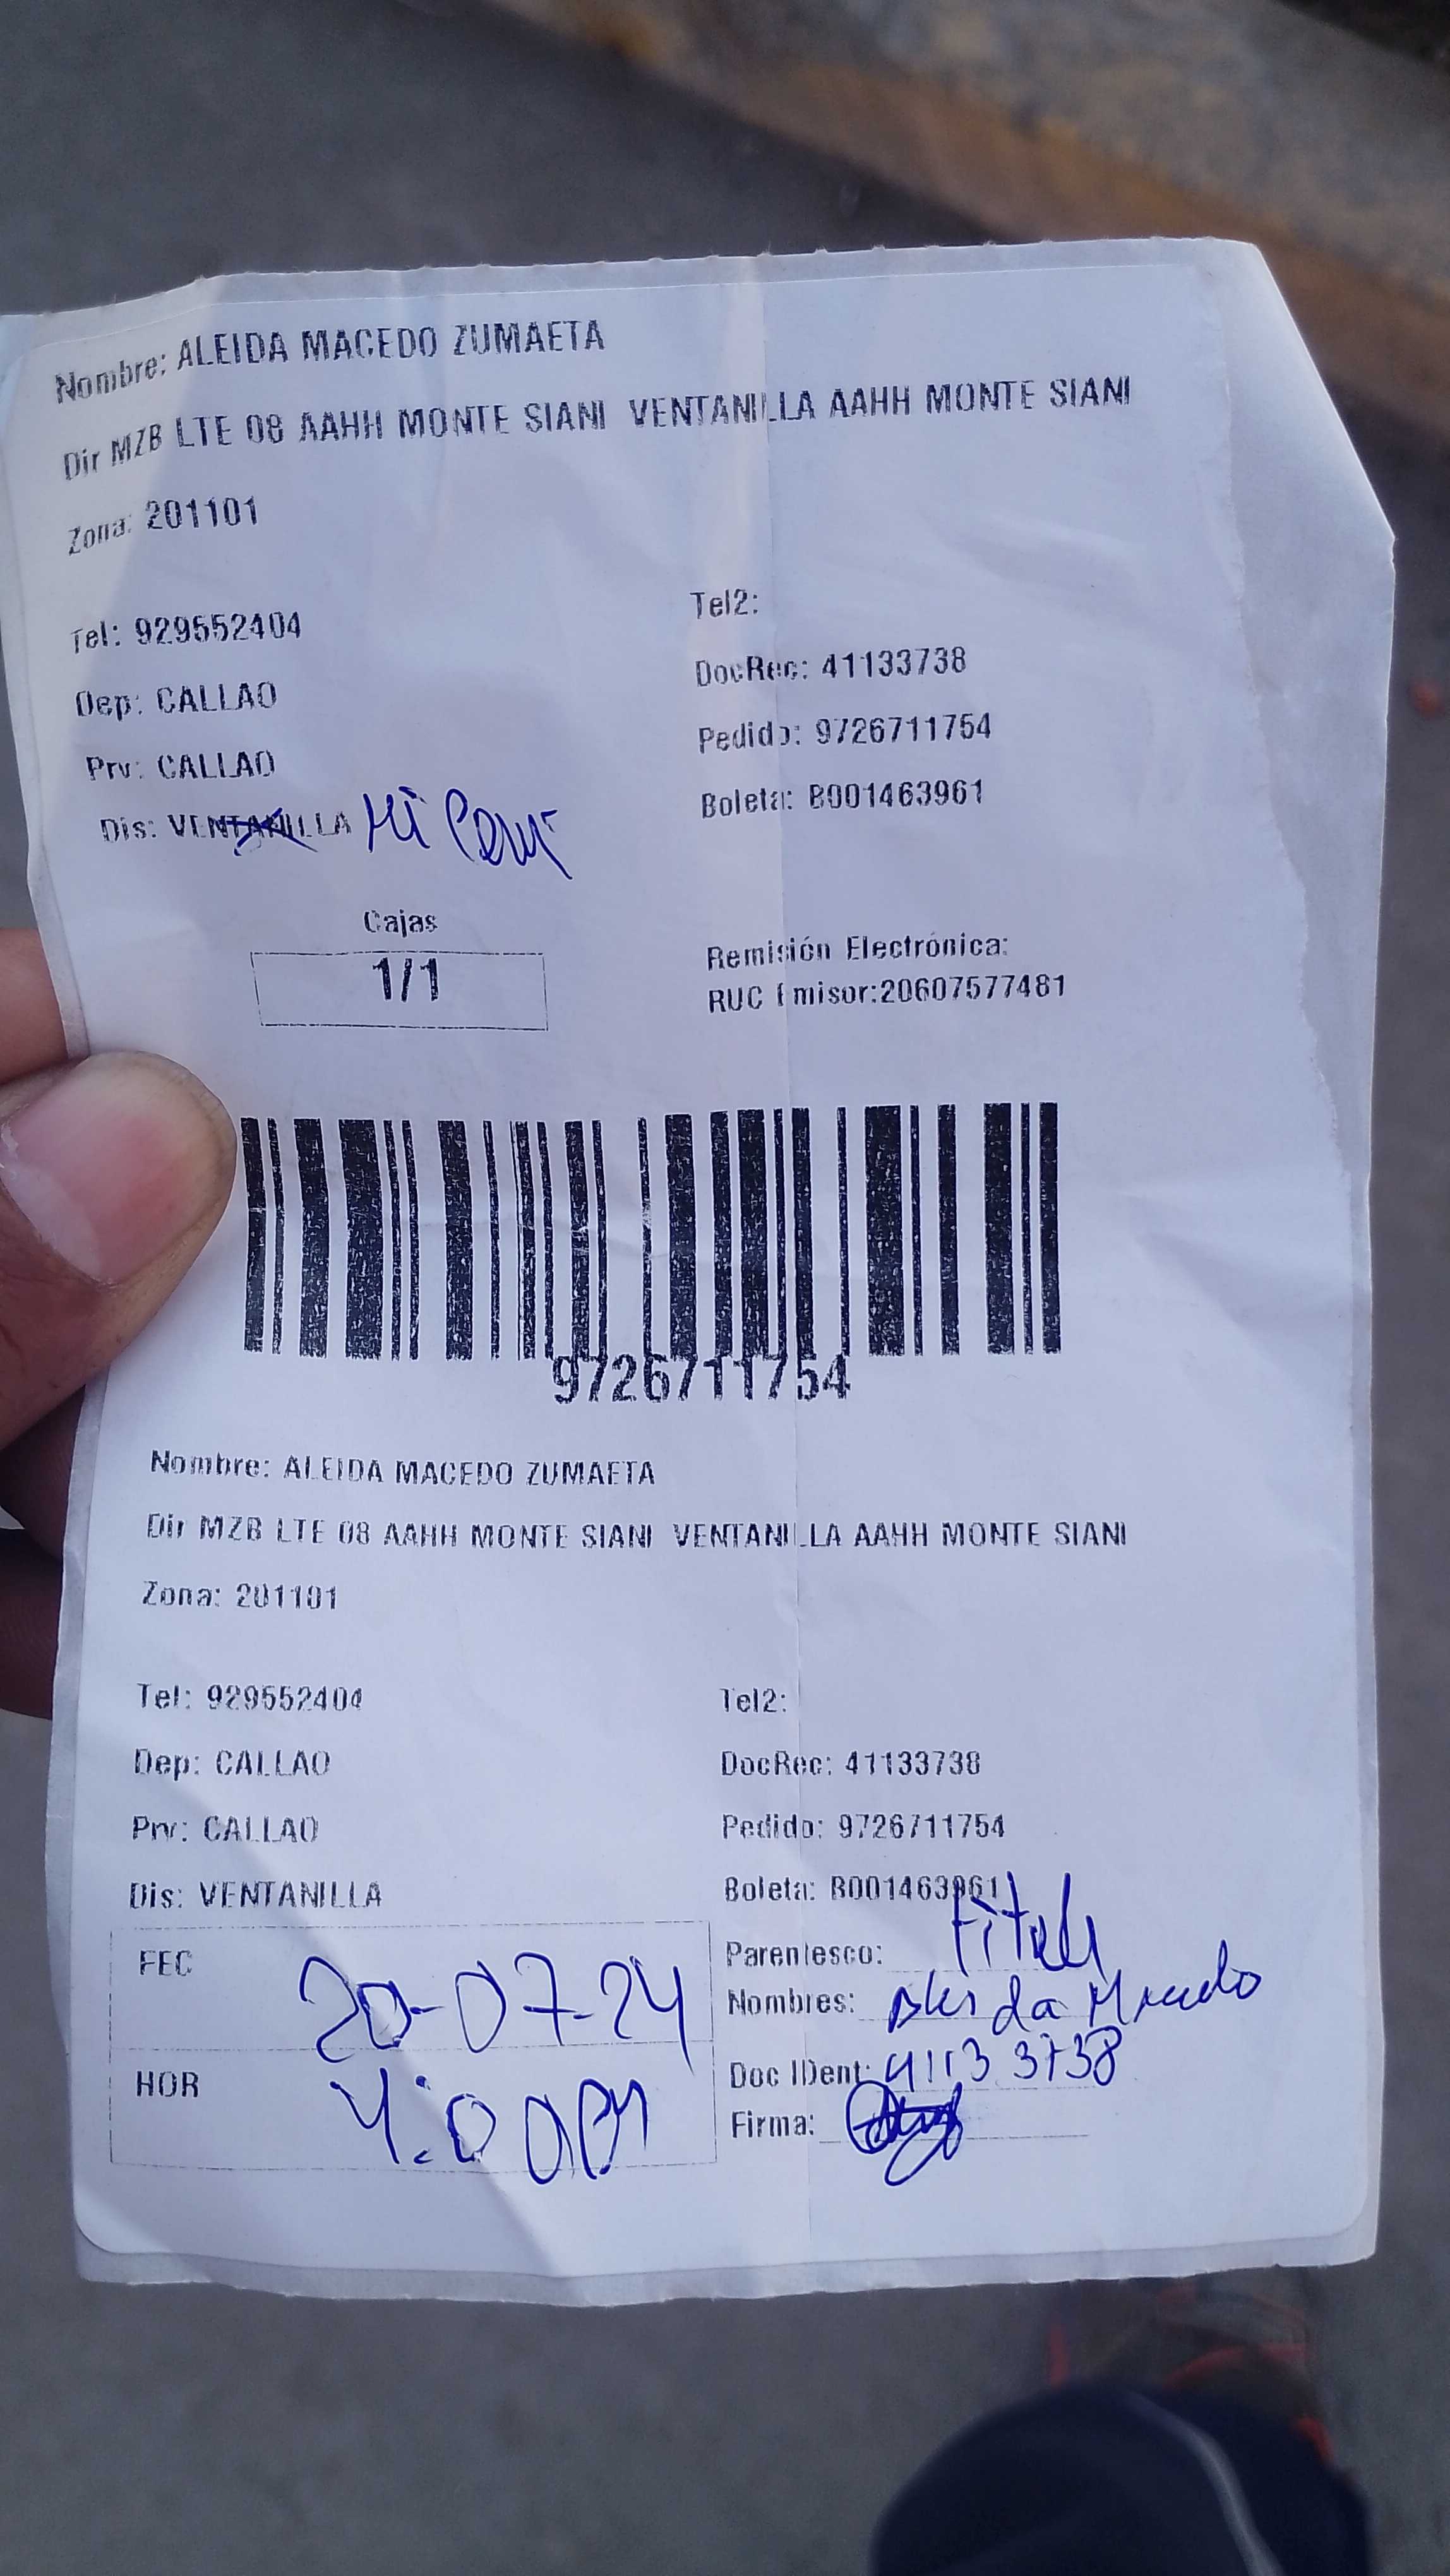 Nombre: ALEIDA MACEDO ZUMAETA
Dir MZB LTE 08 AAHH MONTE SIANI VENTANILLA AAHH MONTE SIANI
Zona: 201101
Tel: 929552404 Tel2:
DocRec: 41133738
Dep: CALLAO
Pedido: 9726711754
Prv: CALLAO
Boleta: B001463961
Dis: VENTANILLA Mi Perú
Cajas
1/1
Remisión Electrónica:
RUC Emisor:20607577481
9726711754
Nombre: ALEIDA MACEDO ZUMAETA
Dir MZB LTE 08 AAHH MONTE SIANI VENTANILLA AAHH MONTE SIANI
Zona: 201101
Tel: 929552404 Tel2:
Dep: CALLAO DocRec: 41133738
Prv: CALLAO Pedido: 9726711754
Dis: VENTANILLA Boleta: B001463961
FEC 20-07-24
HOR 4:00PM
Parentesco: titular
Nombres: Aleida Macedo
Doc IDent: 41133738
Firma: